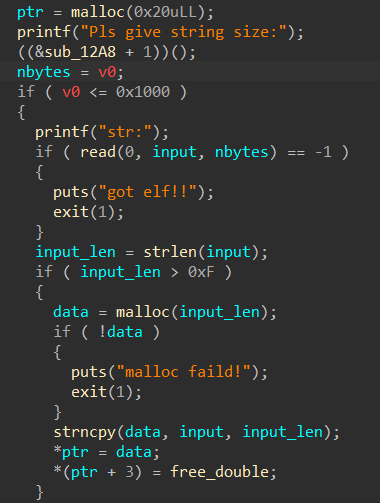 ptr = malloc(0x20uLL);
printf("Pls give string size:");
((&sub_12A8 + 1))();
nbytes = v0;
if ( v0 <= 0x1000 )
{
printf("str:");
if ( read(0, input, nbytes) == -1 )
{
puts("got elf!!");
exit(1);
}
input_len = strlen(input);
if ( input_len > 0xF )
{
data = malloc(input_len);
if ( !data )
{
puts("malloc faild!");
exit(1);
}
strncpy(data, input, input_len);
*ptr = data;
*(ptr + 3) = free_double;
}